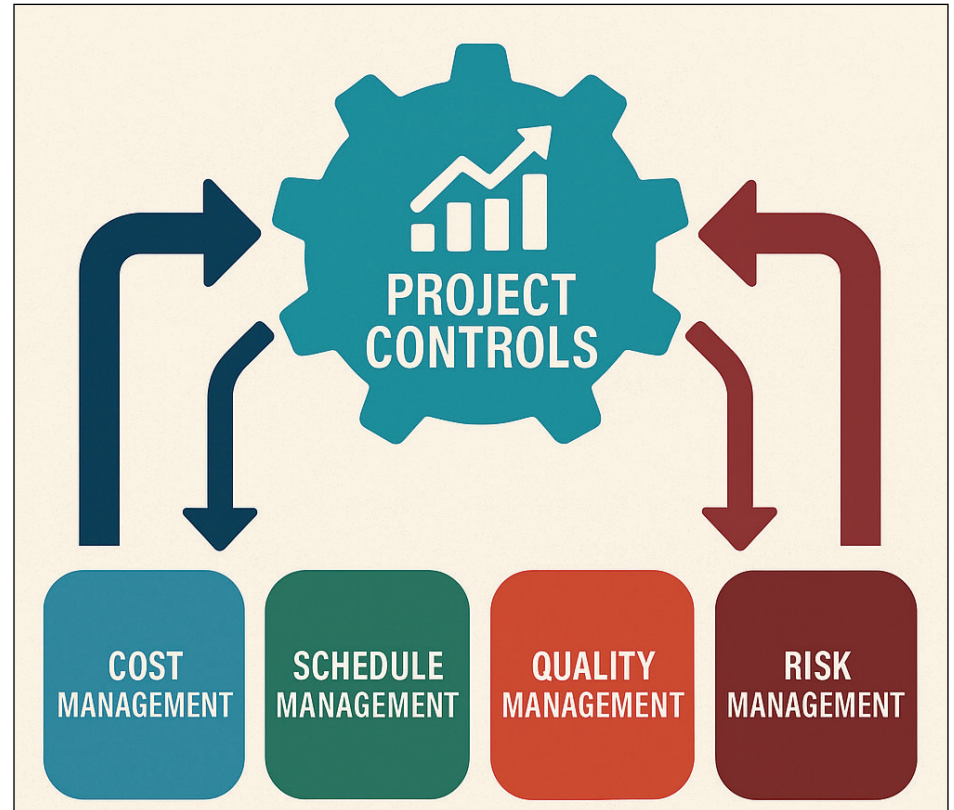 PROJECT
CONTROLS
COST
MANAGEMENT
SCHEDULE
MANAGEMENT
QUALITY
MANAGEMENT
RISK
MANAGEMENT